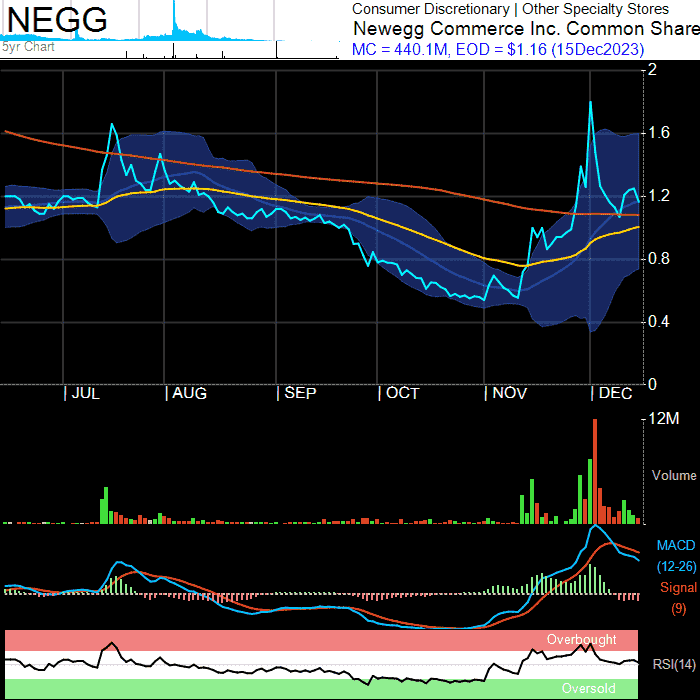 NEGG
5yr Chart
Consumer Discretionary | Other Specialty Stores
Newegg Commerce Inc. Common Share
MC = 440.1M, EOD = $1.16 (15Dec2023)
2
1.6
1.2
0.8
0.4
0
| JUL | AUG | SEP | OCT | NOV | DEC
12M
Volume
MACD
(12-26)
Signal
(9)
Overbought
RSI(14)
Oversold